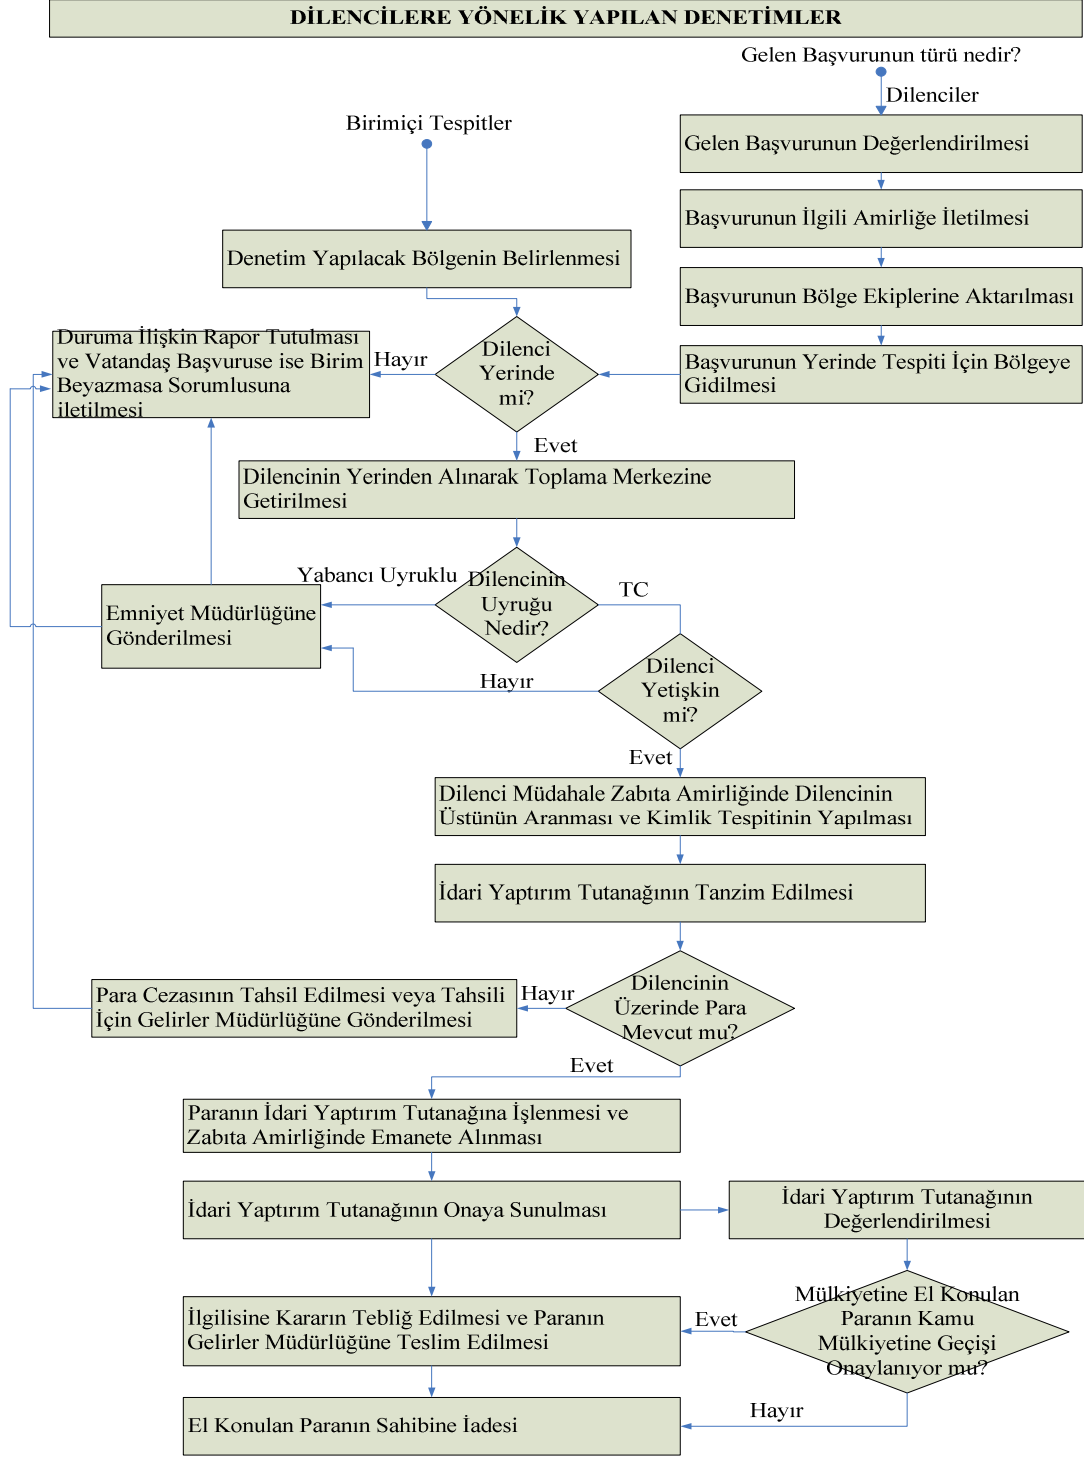 DİLENCİLERE YÖNELİK YAPILAN DENETİMLER
Gelen Başvurunun türü nedir?
Dilenciler
Birimiçi Tespitler
Gelen Başvurunun Değerlendirilmesi
Başvurunun İlgili Amirliğe İletilmesi
Denetim Yapılacak Bölgenin Belirlenmesi
Başvurunun Bölge Ekiplerine Aktarılması
Duruma İlişkin Rapor Tutulması
ve Vatandaş Başvuruse ise Birim
Beyazmasa Sorumlusuna
iletilmesi
Hayır
Dilenci
Yerinde
mi?
Başvurunun Yerinde Tespiti İçin Bölgeye
Gidilmesi
Evet
Dilencinin Yerinden Alınarak Toplama Merkezine
Getirilmesi
Yabancı Uyruklu
Dilencinin
Uyruğu
Nedir?
TC
Emniyet Müdürlüğüne
Gönderilmesi
Hayır
Dilenci
Yetişkin
mi?
Evet
Dilenci Müdahale Zabıta Amirliğinde Dilencinin
Üstünün Aranması ve Kimlik Tespitinin Yapılması
İdari Yaptırım Tutanağının Tanzim Edilmesi
Para Cezasının Tahsil Edilmesi veya Tahsili
İçin Gelirler Müdürlüğüne Gönderilmesi
Hayır
Dilencinin
Üzerinde Para
Mevcut mu?
Evet
Paranın İdari Yaptırım Tutanağına İşlenmesi ve
Zabıta Amirliğinde Emanete Alınması
İdari Yaptırım Tutanağının Onaya Sunulması
İdari Yaptırım Tutanağının
Değerlendirilmesi
İlgilisine Kararın Tebliğ Edilmesi ve Paranın
Gelirler Müdürlüğüne Teslim Edilmesi
Evet
Mülkiyetine El Konulan
Paranın Kamu
Mülkiyetine Geçişi
Onaylanıyor mu?
Hayır
El Konulan Paranın Sahibine İadesi